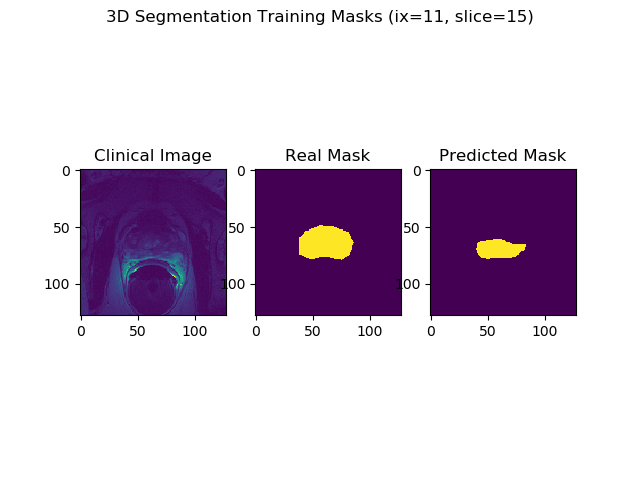 3D Segmentation Training Masks (ix=11, slice=15)
Clinical Image Real Mask Predicted Mask
0 0 0
50 50 50
100 100 100
0 50 100 0 50 100 0 50 100